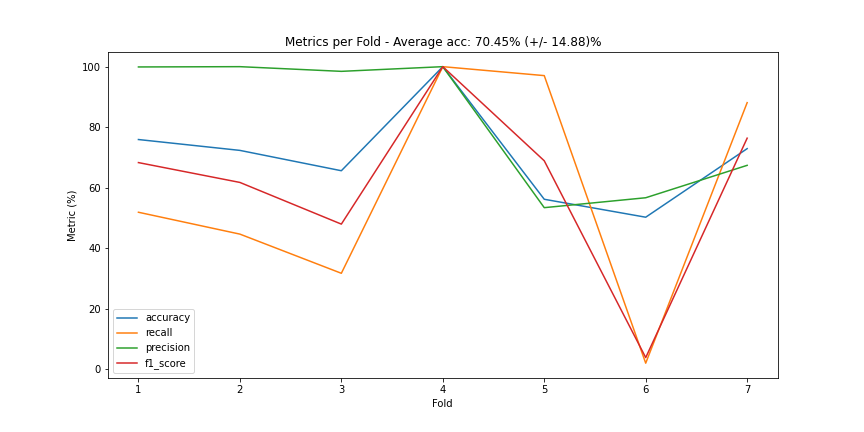 Metrics per Fold - Average acc: 70.45% (+/- 14.88)%
Metric (%)
100
80
60
40
20
0
accuracy
recall
precision
f1_score
1 2 3 4 5 6 7
Fold